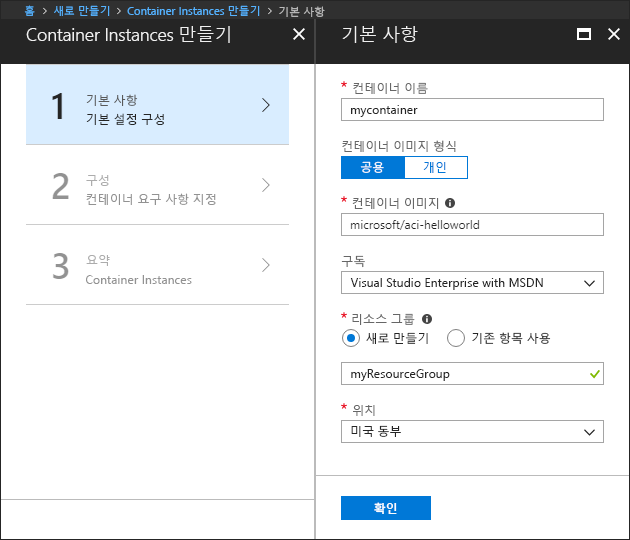 홈 > 새로 만들기 > Container Instances 만들기 > 기본 사항
Container Instances 만들기
1
기본 사항
기본 설정 구성
2
구성
컨테이너 요구 사항 지정
3
요약
Container Instances
기본 사항
* 컨테이너 이름
mycontainer
컨테이너 이미지 형식
공용 개인
* 컨테이너 이미지
microsoft/aci-helloworld
구독
Visual Studio Enterprise with MSDN
* 리소스 그룹
새로 만들기 기존 항목 사용
myResourceGroup
* 위치
미국 동부
확인